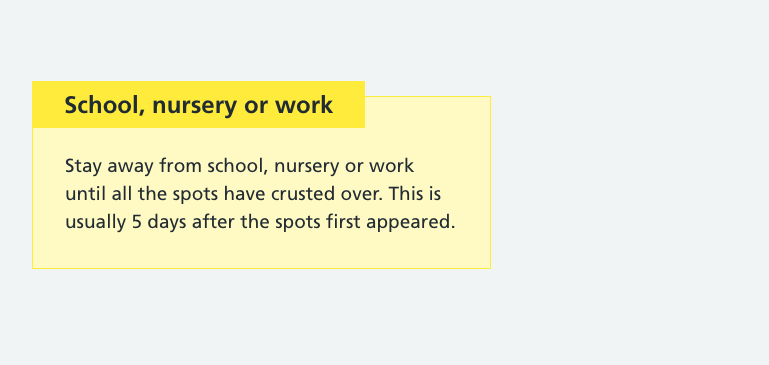 School, nursery or work
Stay away from school, nursery or work
until all the spots have crusted over. This is
usually 5 days after the spots first appeared.